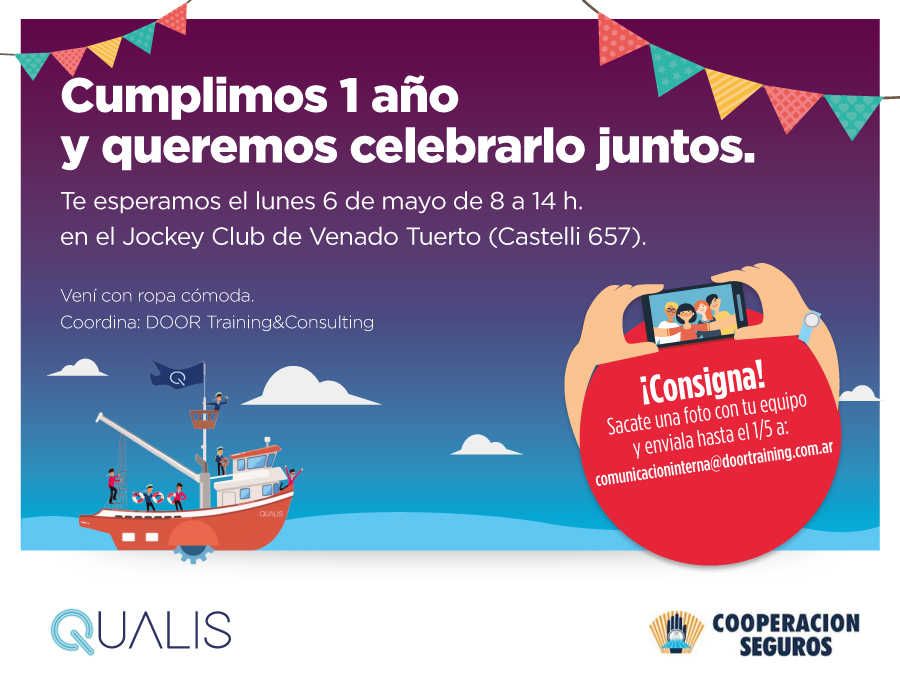 Cumplimos 1 año
y queremos celebrarlo juntos.
Te esperamos el lunes 6 de mayo de 8 a 14 h.
en el Jockey Club de Venado Tuerto (Castelli 657).
Vení con ropa cómoda.
Coordina: DOOR Training&Consulting
¡Consigna!
Sacate una foto con tu equipo
y enviala hasta el 1/5 a:
comunicacioninterna@doortraining.com.ar
Q
QUALIS
QUALIS
COOPERACION
SEGUROS